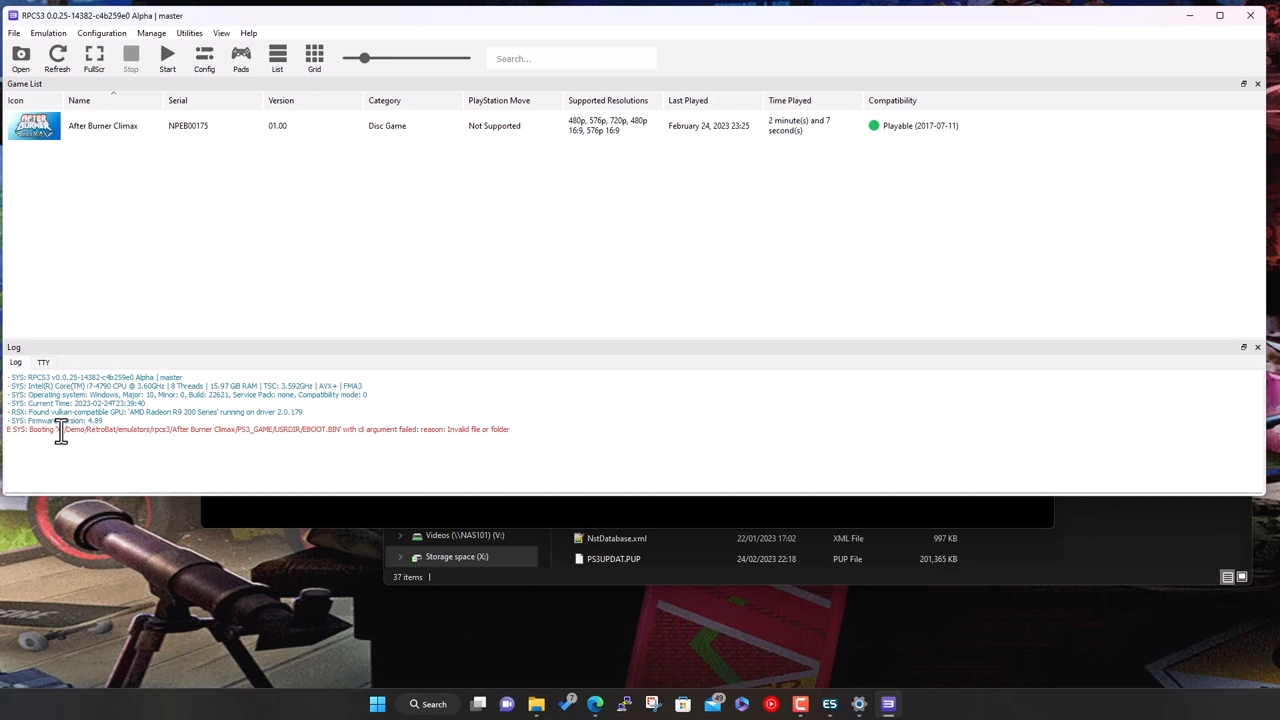 RPCS3 0.0.25-14382-c4b259e0 Alpha | master
File Emulation Configuration Manage Utilities View Help
Open Refresh FullScr Stop Start Config Pads List Grid Search...
Game List
Icon Name Serial Version Category PlayStation Move Supported Resolutions Last Played Time Played Compatibility
AFTER BURNER CLIMAX After Burner Climax NPEB00175 01.00 Disc Game Not Supported 480p, 576p, 720p, 480p February 24, 2023 23:25 2 minute(s) and 7 Playable (2017-07-11)
16:9, 576p 16:9 second(s)
Log
Log TTY
- SYS: RPCS3 v0.0.25-14382-c4b259e0 Alpha | master
- SYS: Intel(R) Core(TM) i7-4790 CPU @ 3.60GHz | 8 Threads | 15.97 GiB RAM | TSC: 3.592GHz | AVX+ | FMA3
- SYS: Operating system: Windows, Major: 10, Minor: 0, Build: 22621, Service Pack: none, Compatibility mode: 0
- SYS: Current Time: 2023-02-24T23:39:40
- RSX: Found vulkan-compatible GPU: 'AMD Radeon R9 200 Series' running on driver 2.0.179
- SYS: Firmware version: 4.89
E SYS: Booting '/Demo/RetroBat/emulators/rpcs3/After Burner Climax/PS3_GAME/USRDIR/EBOOT.BIN' with cli argument failed: reason: Invalid file or folder
Videos (\\NAS101) (V:) NstDatabase.xml 22/01/2023 17:02 XML File 997 KB
Storage space (X:) PS3UPDAT.PUP 24/02/2023 22:18 PUP File 201,365 KB
37 items
Search 7 49 ES